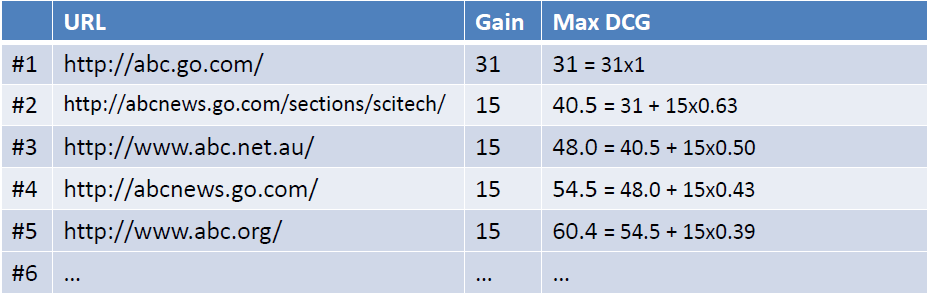 URL Gain Max DCG
#1 http://abc.go.com/ 31 31 = 31x1
#2 http://abcnews.go.com/sections/scitech/ 15 40.5 = 31 + 15x0.63
#3 http://www.abc.net.au/ 15 48.0 = 40.5 + 15x0.50
#4 http://abcnews.go.com/ 15 54.5 = 48.0 + 15x0.43
#5 http://www.abc.org/ 15 60.4 = 54.5 + 15x0.39
#6 ... ... ...